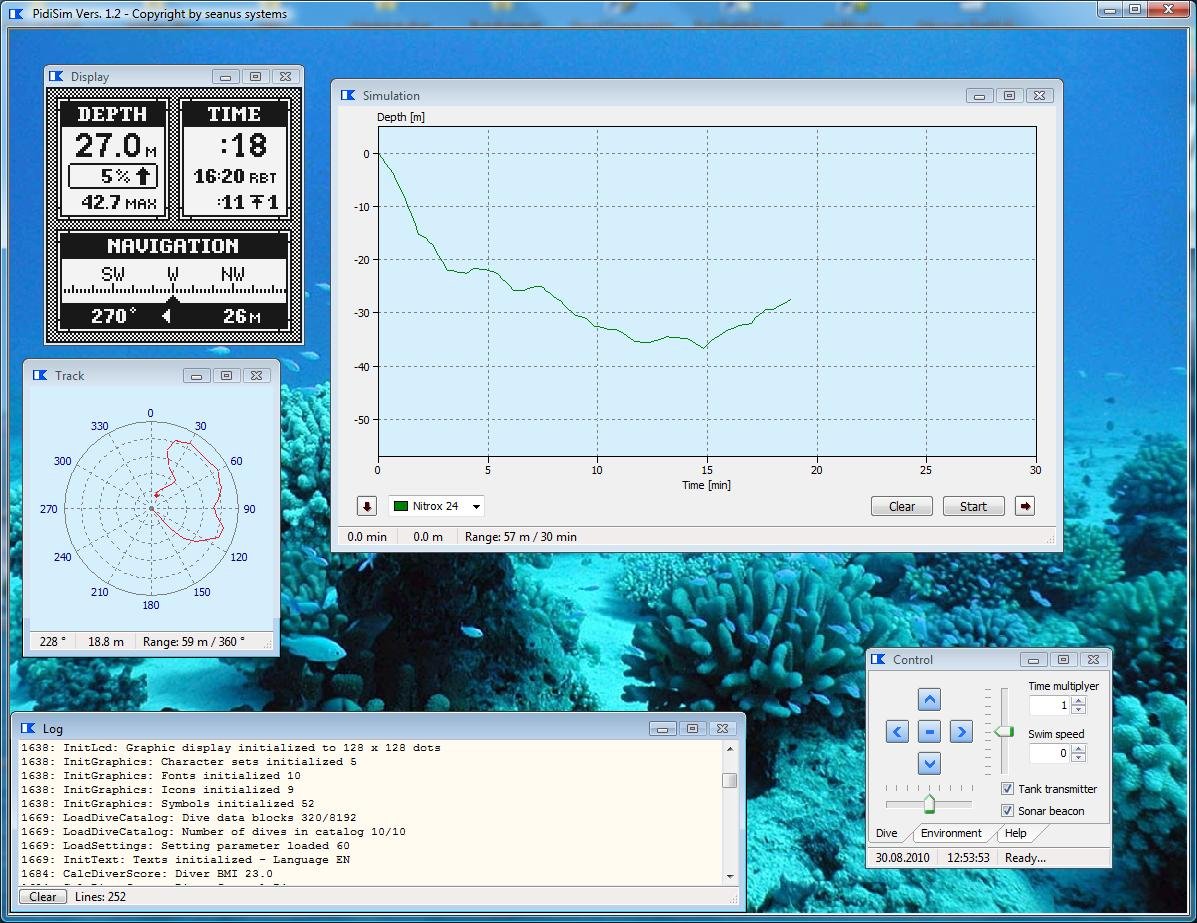 PidiSim Vers. 1.2 - Copyright by seanus systems
Display
DEPTH
27.0 M
5%
42.7 MAX
TIME
:18
16:20 RBT
:11 1
NAVIGATION
SW W NW
270° 26M
Simulation
Depth [m]
0
-10
-20
-30
-40
-50
0 5 10 15 20 25 30
Time [min]
Nitrox 24
Clear Start
0.0 min 0.0 m Range: 57 m / 30 min
Track
0
30
60
90
120
150
180
210
240
270
300
330
228 ° 18.8 m Range: 59 m / 360 °
Log
1638: InitLcd: Graphic display initialized to 128 x 128 dots
1638: InitGraphics: Character sets initialized 5
1638: InitGraphics: Fonts initialized 10
1638: InitGraphics: Icons initialized 9
1638: InitGraphics: Symbols initialized 52
1669: LoadDiveCatalog: Dive data blocks 320/8192
1669: LoadDiveCatalog: Number of dives in catalog 10/10
1669: LoadSettings: Setting parameter loaded 60
1669: InitText: Texts initialized - Language EN
1684: CalcDiverScore: Diver BMI 23.0
Clear Lines: 252
Control
Time multiplyer
1
Swim speed
0
Tank transmitter
Sonar beacon
Dive Environment Help
30.08.2010 12:53:53 Ready...